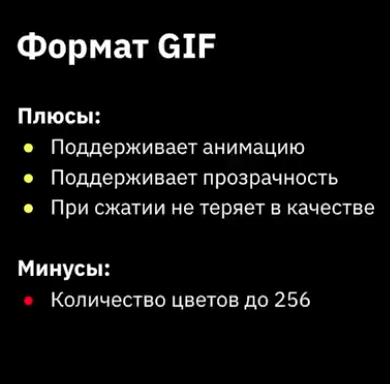 Формат GIF
Плюсы:
Поддерживает анимацию
Поддерживает прозрачность
При сжатии не теряет в качестве
Минусы:
Количество цветов до 256